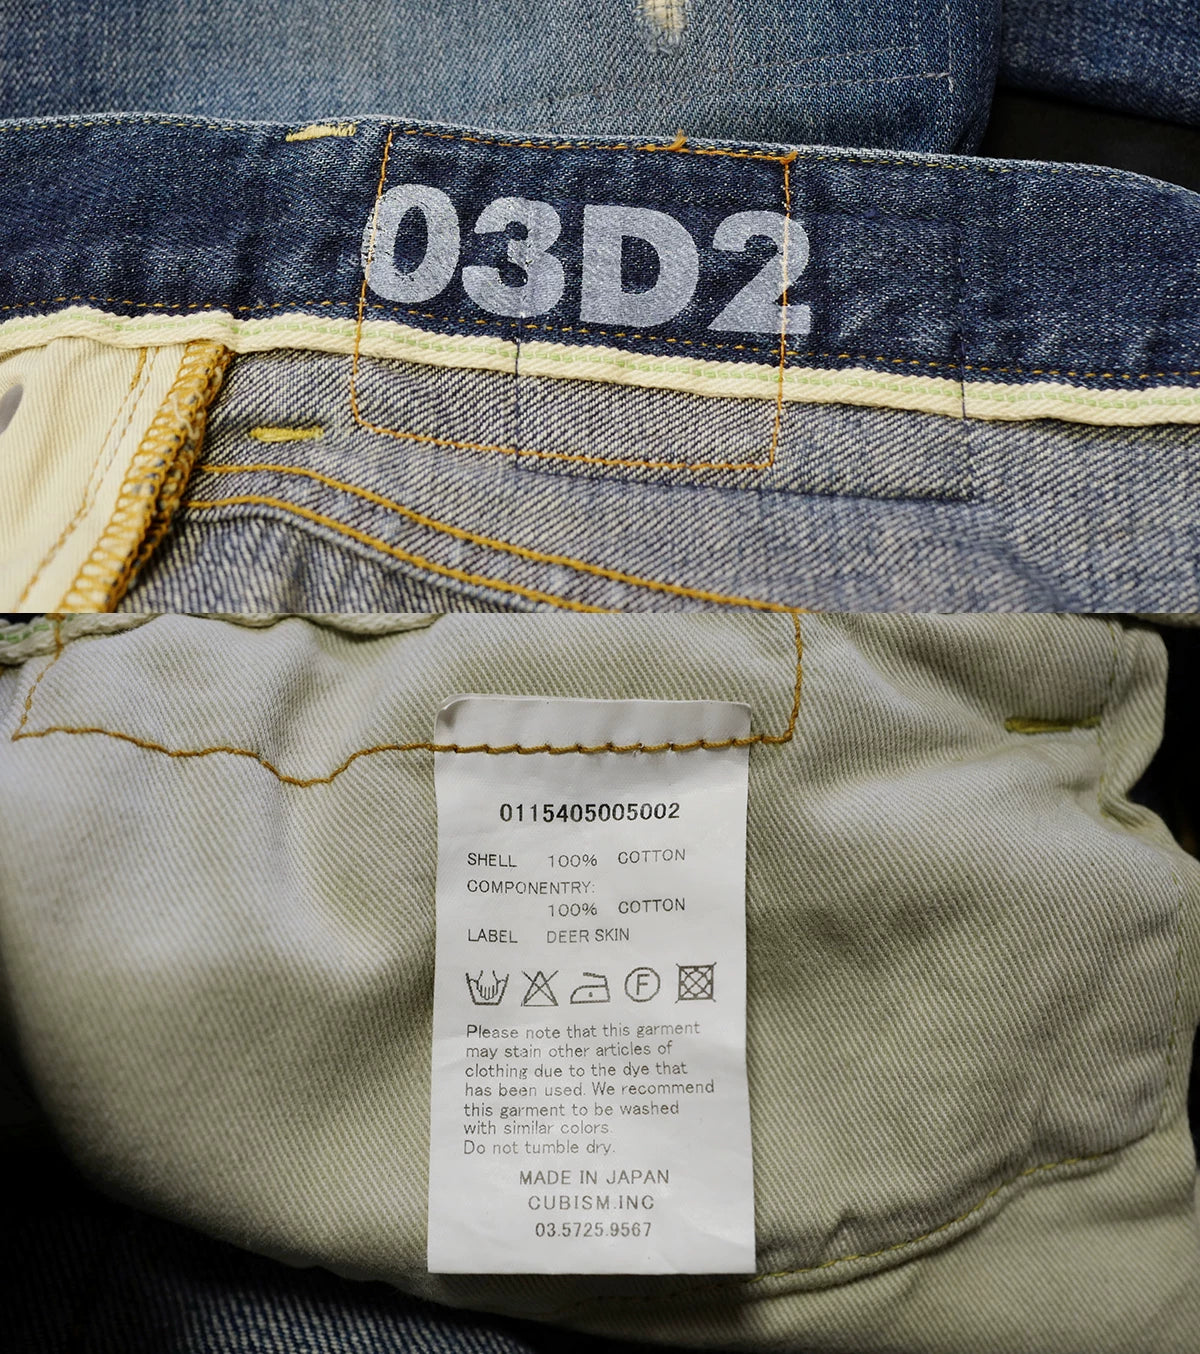 03D2
0115405005002
SHELL 100% COTTON
COMPONENTRY:
100% COTTON
LABEL DEER SKIN
F
Please note that this garment
may stain other articles of
clothing due to the dye that
has been used. We recommend
this garment to be washed
with similar colors.
Do not tumble dry.
MADE IN JAPAN
CUBISM.INC
03.5725.9567